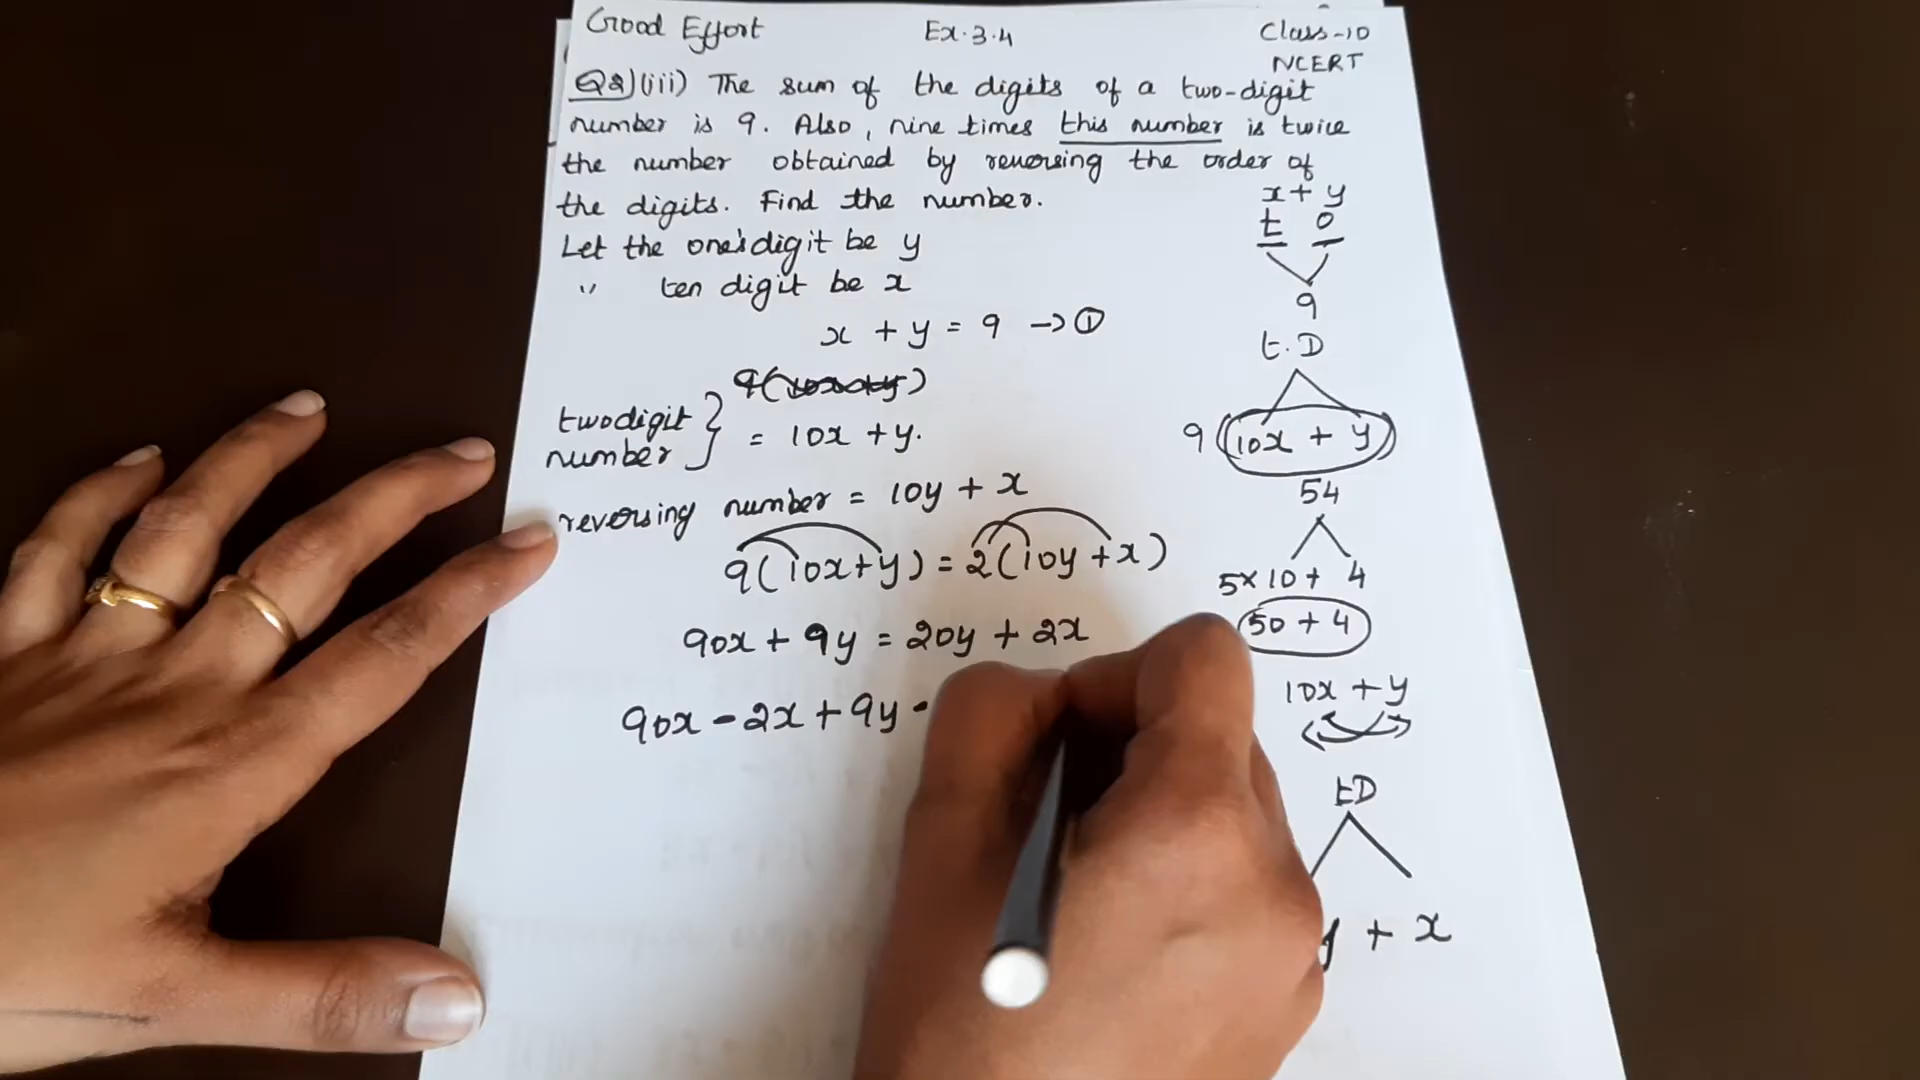 Good Effort Ex.3.4 Class-10
NCERT
Q2)(iii) The sum of the digits of a two-digit
number is 9. Also, nine times this number is twice
the number obtained by reversing the order of
the digits. Find the number.
x + y
t o
9
Let the one's digit be y
" ten digit be x
x + y = 9 → ①
t.D
9(10x+y)
two digit
number } = 10x + y.
9 (10x + y)
54
reversing number = 10y + x
9(10x+y) = 2(10y+x)
5×10 + 4
50 + 4
90x + 9y = 20y + 2x
10x + y
90x - 2x + 9y -
tD
y + x